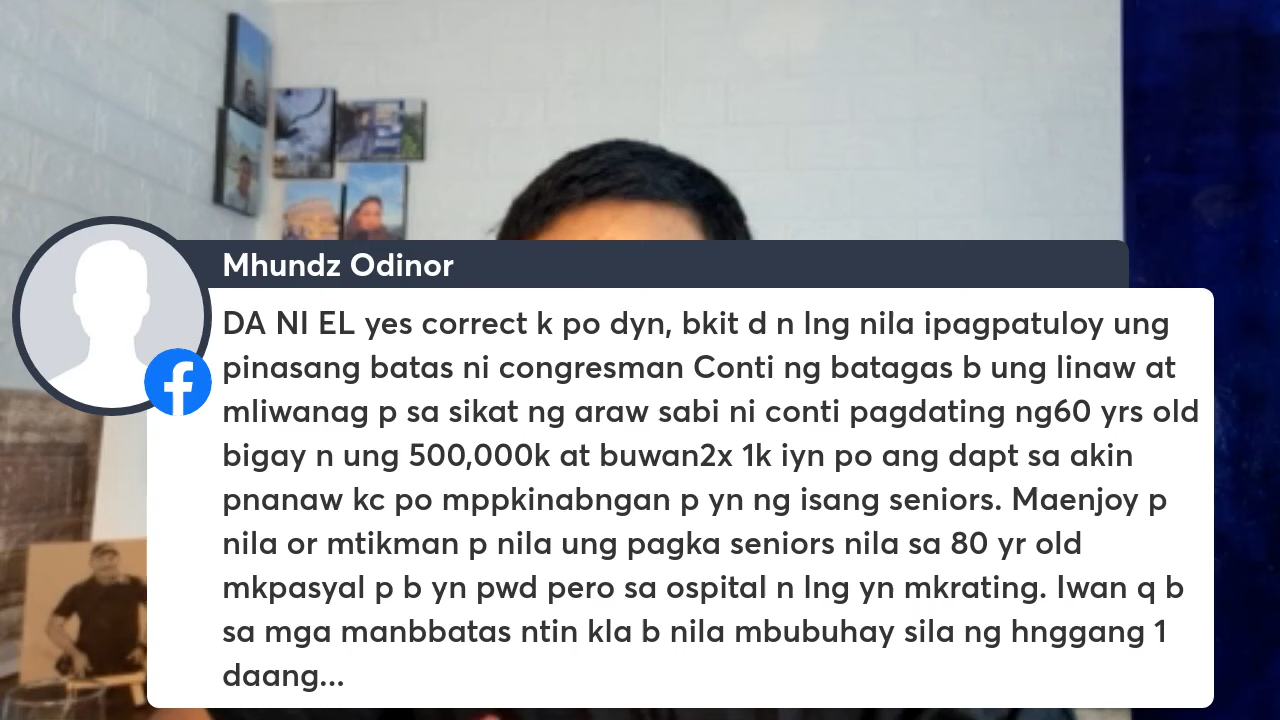 Mhundz Odinor
DA NI EL yes correct k po dyn, bkit d n lng nila ipagpatuloy ung
pinasang batas ni congresman Conti ng batagas b ung linaw at
mliwanag p sa sikat ng araw sabi ni conti pagdating ng60 yrs old
bigay n ung 500,000k at buwan2x 1k iyn po ang dapt sa akin
pnanaw kc po mppkinabngan p yn ng isang seniors. Maenjoy p
nila or mtikman p nila ung pagka seniors nila sa 80 yr old
mkpasyal p b yn pwd pero sa ospital n lng yn mkrating. Iwan q b
sa mga manbbatas ntin kla b nila mbubuhay sila ng hnggang 1
daang...